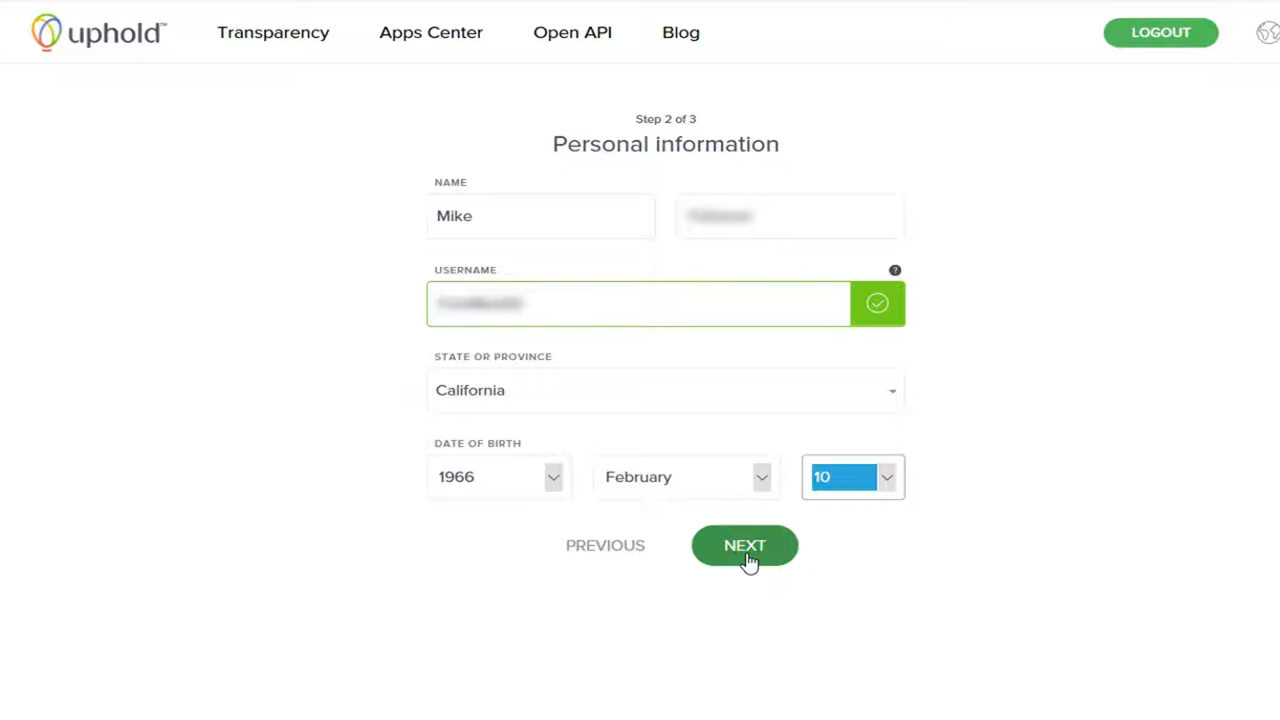 uphold™ Transparency Apps Center Open API Blog LOGOUT
Step 2 of 3
Personal information
NAME
Mike
USERNAME ?
STATE OR PROVINCE
California
DATE OF BIRTH
1966 February 10
PREVIOUS NEXT